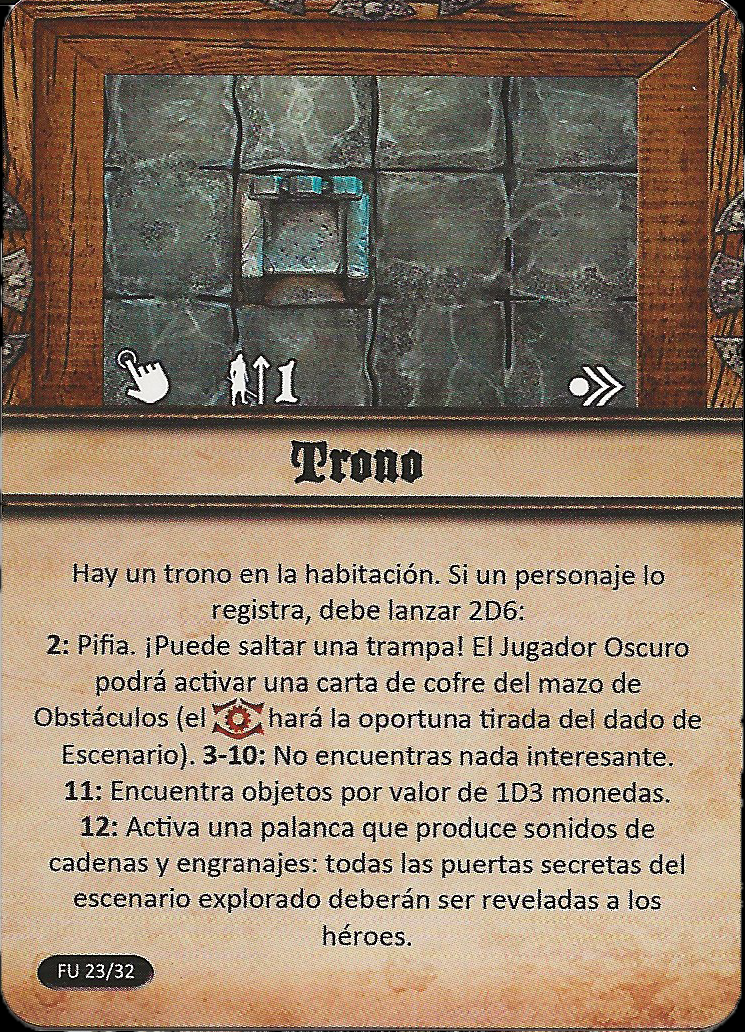 1
Trono
Hay un trono en la habitación. Si un personaje lo
registra, debe lanzar 2D6:
2: Pifia. ¡Puede saltar una trampa! El Jugador Oscuro
podrá activar una carta de cofre del mazo de
Obstáculos (el hará la oportuna tirada del dado de
Escenario). 3-10: No encuentras nada interesante.
11: Encuentra objetos por valor de 1D3 monedas.
12: Activa una palanca que produce sonidos de
cadenas y engranajes: todas las puertas secretas del
escenario explorado deberán ser reveladas a los
héroes.
FU 23/32